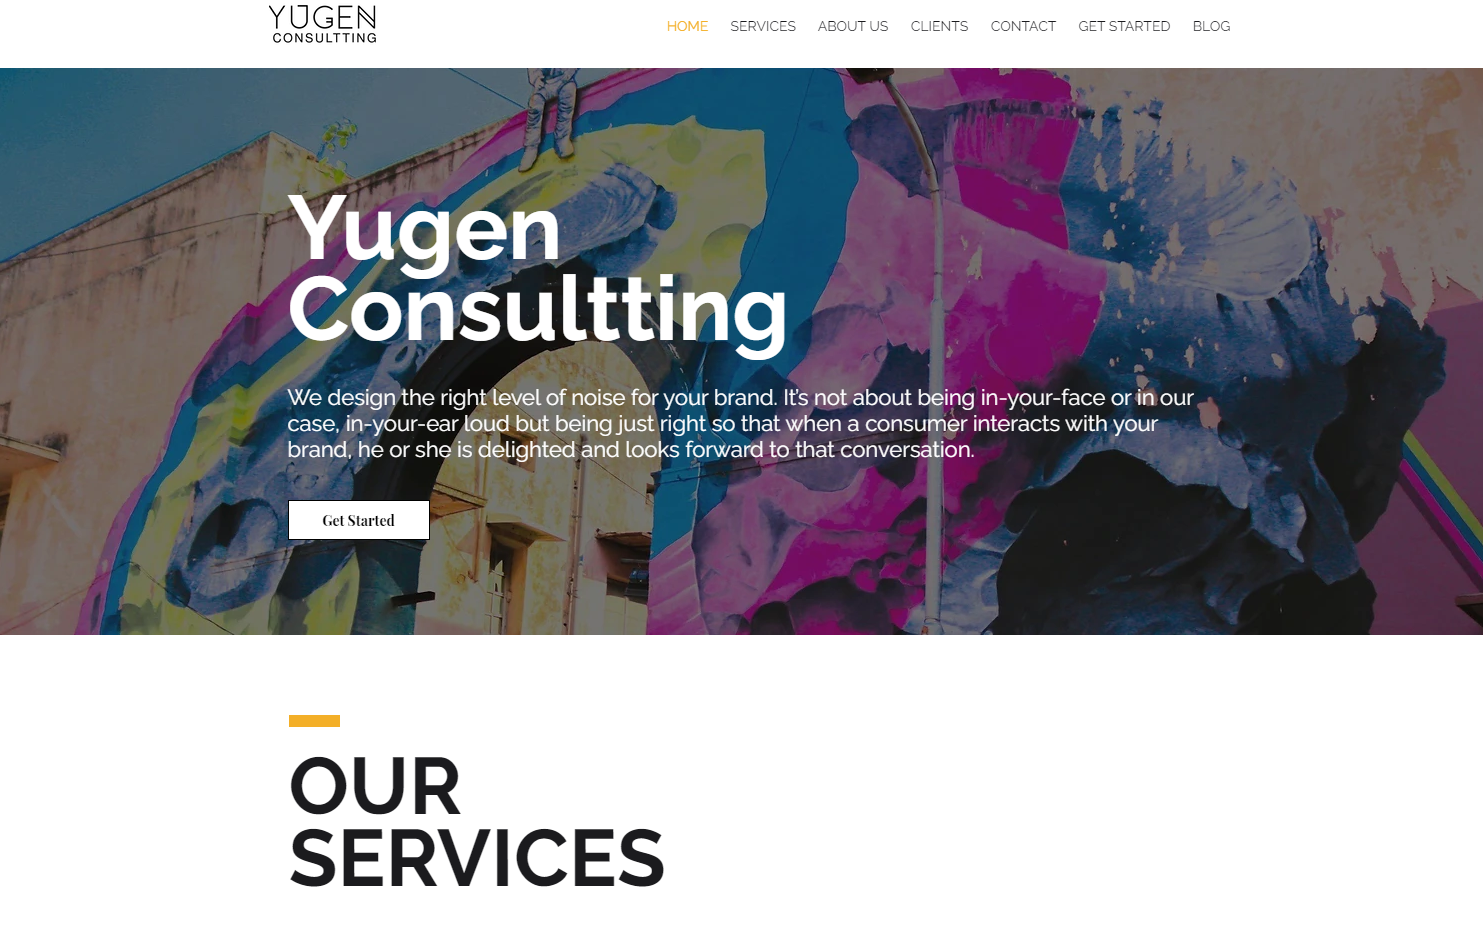 YUGEN
CONSULTTING
HOME SERVICES ABOUT US CLIENTS CONTACT GET STARTED BLOG
Yugen
Consultting
We design the right level of noise for your brand. It's not about being in-your-face or in our
case, in-your-ear loud but being just right so that when a consumer interacts with your
brand, he or she is delighted and looks forward to that conversation.
Get Started
OUR
SERVICES